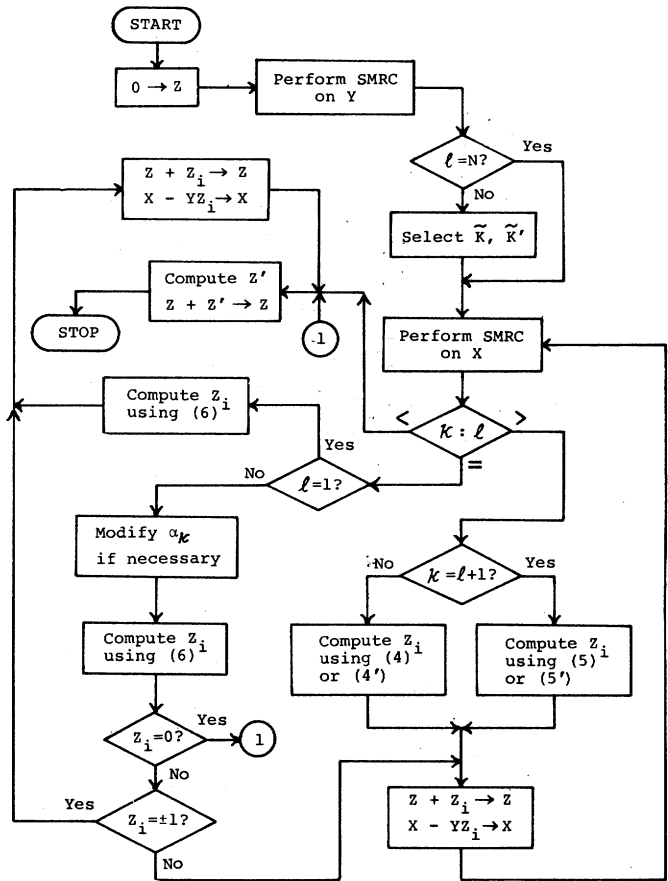 START
0 → Z
Perform SMRC
on Y
ℓ =N?
Yes
No
Select K̃, K̃'
Z + Z_i → Z
X - YZ_i → X
Compute Z'
Z + Z' → Z
STOP
1
Perform SMRC
on X
< K : ℓ >
=
Compute Z_i
using (6)
Yes
No
ℓ=1?
Modify α_K
if necessary
No
K =ℓ+1?
Yes
Compute Z_i
using (6)
Compute Z_i
using (4)
or (4')
Compute Z_i
using (5)
or (5')
Z_i=0?
Yes
1
No
Yes
Z_i=±1?
No
Z + Z_i → Z
X - YZ_i → X